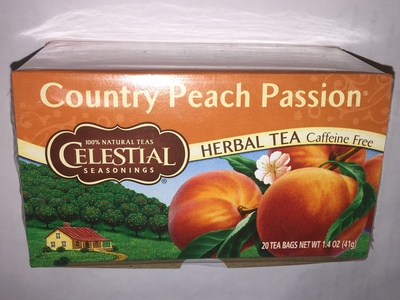 Country Peach Passion®
100% NATURAL TEAS
CELESTIAL
SEASONINGS®
HERBAL TEA Caffeine Free
20 TEA BAGS NET WT 1.4 OZ (41g)